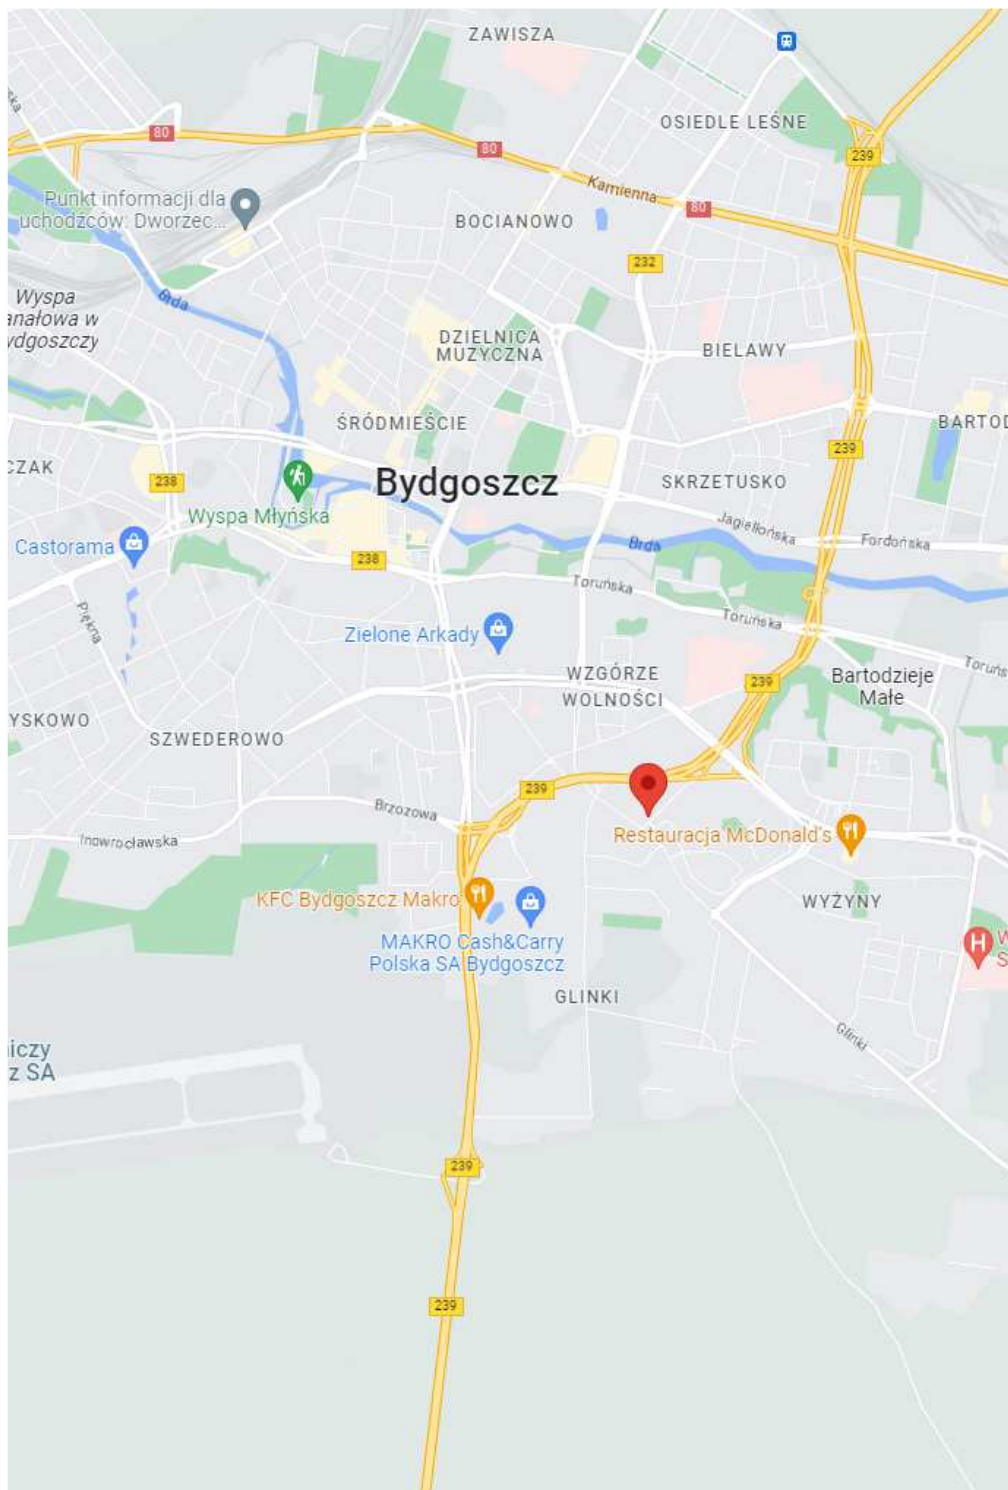 ZAWISZA
OSIEDLE LEŚNE
80
80
239
Kamienna
Punkt informacji dla
uchodźców: Dworzec...
BOCIANOWO
80
232
Wyspa
anałowa w
ydgoszczy
Brda
DZIELNICA
MUZYCZNA
BIELAWY
ŚRÓDMIEŚCIE
BARTOD
239
CZAK
238
Bydgoszcz
SKRZETUSKO
Wyspa Młyńska
Jagiellońska
Fordońska
Castorama
Brda
238
Toruńska
Piękna
Toruńska
Zielone Arkady
WZGÓRZE
WOLNOŚCI
239
Bartodzieje
Małe
Toruńs
YSKOWO
SZWEDEROWO
239
Brzozowa
Inowrocławska
Restauracja McDonald's
KFC Bydgoszcz Makro
WYŻYNY
MAKRO Cash&Carry
Polska SA Bydgoszcz
H
W
S
GLINKI
Glinki
iczy
z SA
239
239